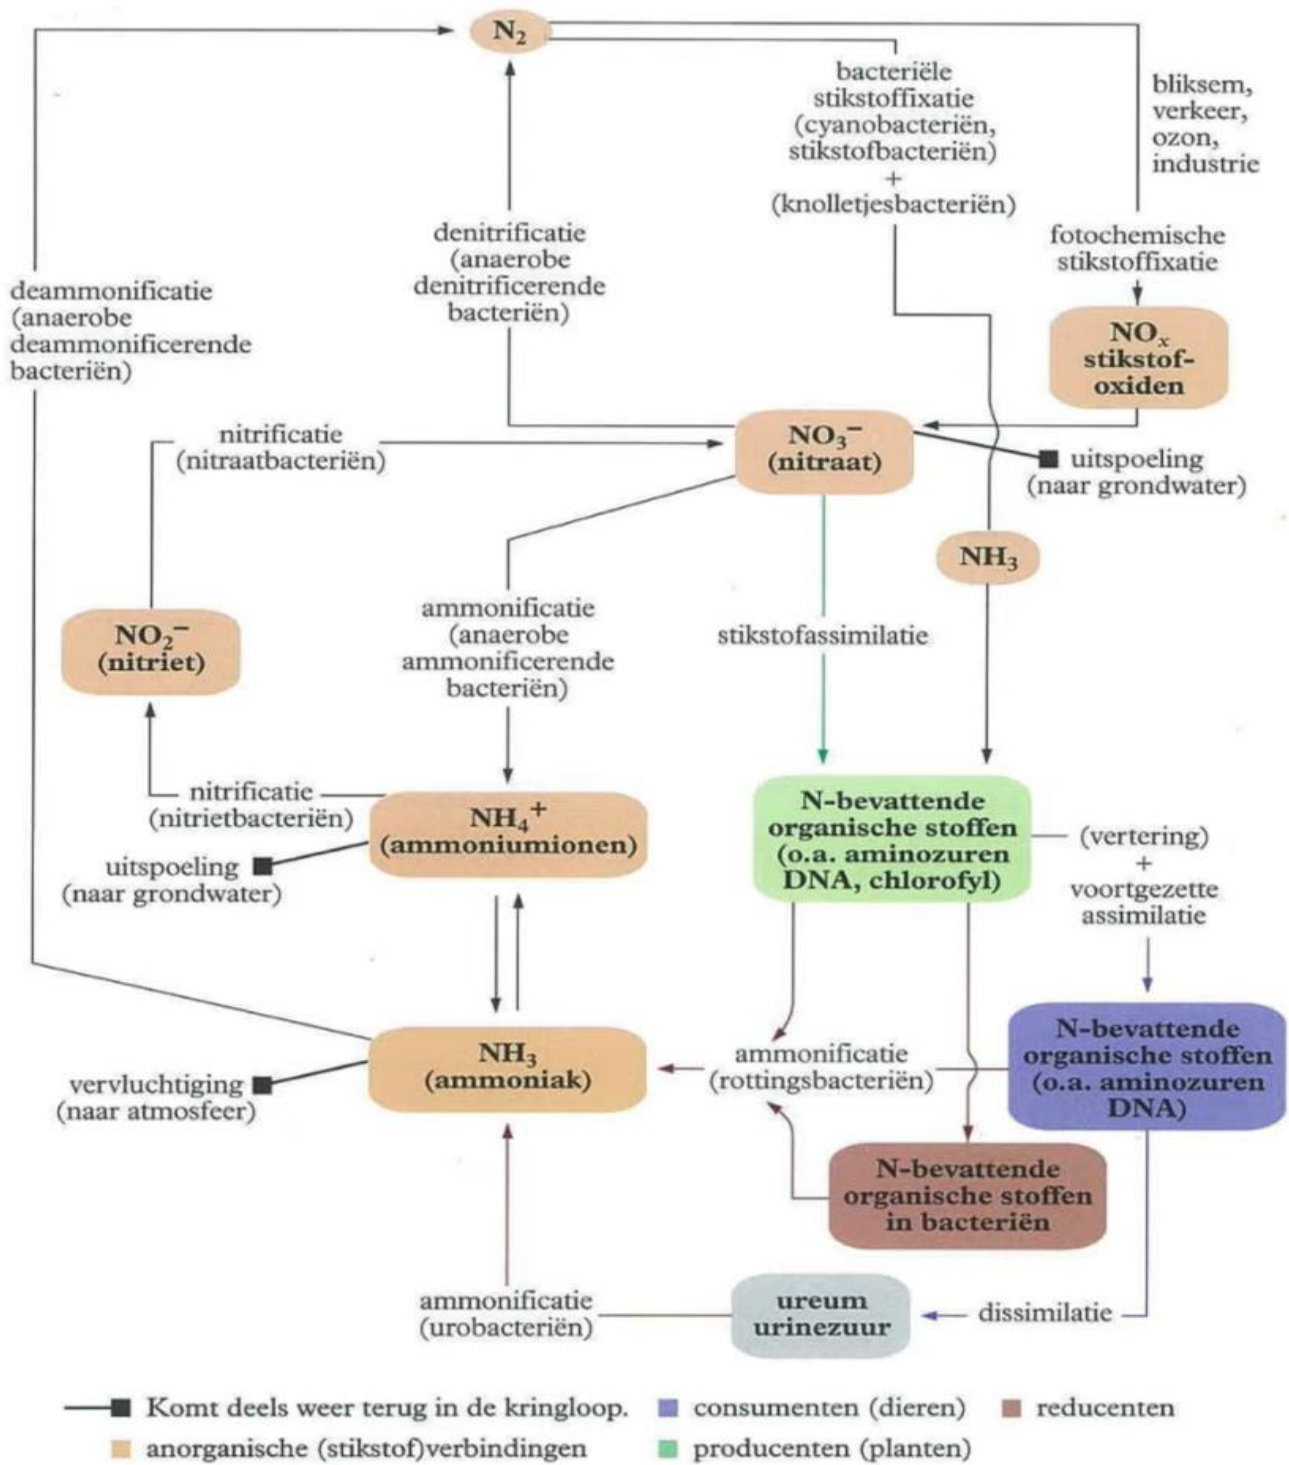 N₂
bacteriële
stikstoffixatie
(cyanobacteriën,
stikstofbacteriën)
+
(knolletjesbacteriën)
bliksem,
verkeer,
ozon,
industrie
denitrificatie
(anaerobe
denitrificerende
bacteriën)
fotochemische
stikstoffixatie
deammonificatie
(anaerobe
deammonificerende
bacteriën)
NOₓ
stikstof-
oxiden
nitrificatie
(nitraatbacteriën)
NO₃⁻
(nitraat)
uitspoeling
(naar grondwater)
NH₃
ammonificatie
(anaerobe
ammonificerende
bacteriën)
stikstofassimilatie
NO₂⁻
(nitriet)
nitrificatie
(nitrietbacteriën)
NH₄⁺
(ammoniumionen)
uitspoeling
(naar grondwater)
N-bevattende
organische stoffen
(o.a. aminozuren
DNA, chlorofyl)
(vertering)
+
voortgezette
assimilatie
NH₃
(ammoniak)
vervluchtiging
(naar atmosfeer)
ammonificatie
(rottingsbacteriën)
N-bevattende
organische stoffen
(o.a. aminozuren
DNA)
N-bevattende
organische stoffen
in bacteriën
ammonificatie
(urobacteriën)
ureum
urinezuur
dissimilatie
Komt deels weer terug in de kringloop.
consumenten (dieren)
reducenten
anorganische (stikstof)verbindingen
producenten (planten)